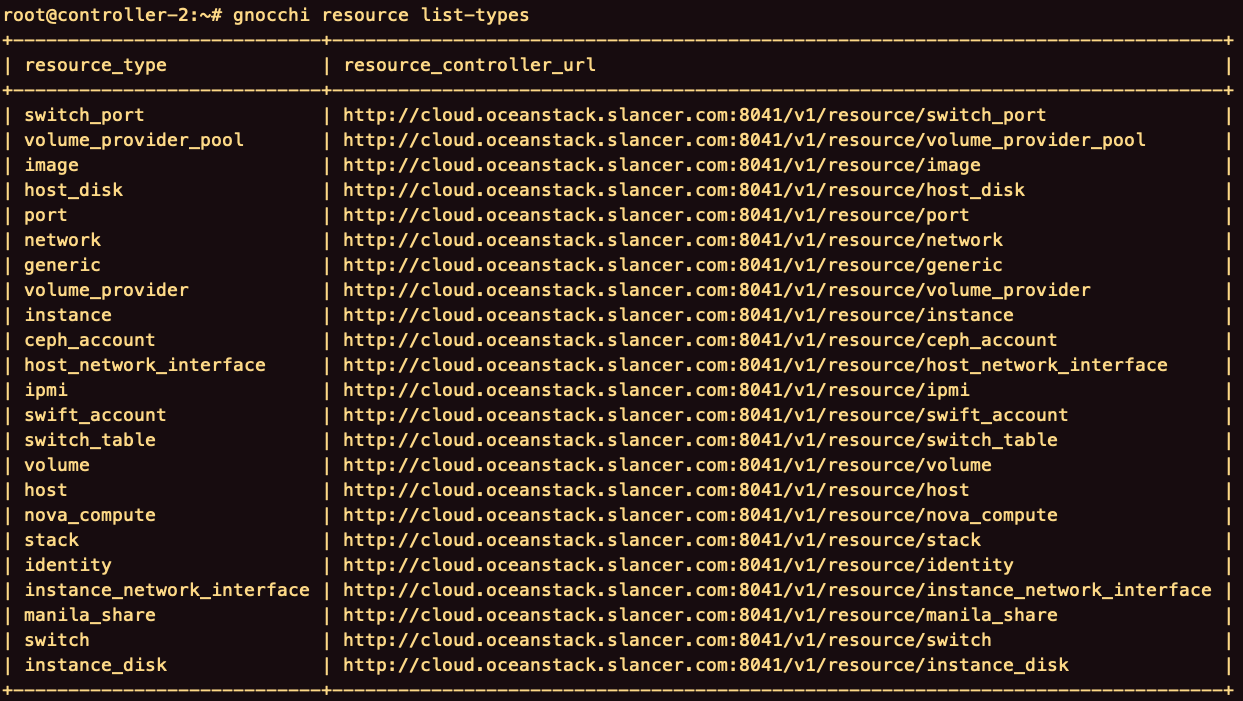 root@controller-2:~# gnocchi resource list-types
+----------------------------+----------------------------------------------------------------------------------+
| resource_type              | resource_controller_url                                                          |
+----------------------------+----------------------------------------------------------------------------------+
| switch_port                | http://cloud.oceanstack.slancer.com:8041/v1/resource/switch_port                 |
| volume_provider_pool       | http://cloud.oceanstack.slancer.com:8041/v1/resource/volume_provider_pool        |
| image                      | http://cloud.oceanstack.slancer.com:8041/v1/resource/image                       |
| host_disk                  | http://cloud.oceanstack.slancer.com:8041/v1/resource/host_disk                   |
| port                       | http://cloud.oceanstack.slancer.com:8041/v1/resource/port                        |
| network                    | http://cloud.oceanstack.slancer.com:8041/v1/resource/network                     |
| generic                    | http://cloud.oceanstack.slancer.com:8041/v1/resource/generic                     |
| volume_provider            | http://cloud.oceanstack.slancer.com:8041/v1/resource/volume_provider             |
| instance                   | http://cloud.oceanstack.slancer.com:8041/v1/resource/instance                    |
| ceph_account               | http://cloud.oceanstack.slancer.com:8041/v1/resource/ceph_account                |
| host_network_interface     | http://cloud.oceanstack.slancer.com:8041/v1/resource/host_network_interface      |
| ipmi                       | http://cloud.oceanstack.slancer.com:8041/v1/resource/ipmi                        |
| swift_account              | http://cloud.oceanstack.slancer.com:8041/v1/resource/swift_account               |
| switch_table               | http://cloud.oceanstack.slancer.com:8041/v1/resource/switch_table                |
| volume                     | http://cloud.oceanstack.slancer.com:8041/v1/resource/volume                      |
| host                       | http://cloud.oceanstack.slancer.com:8041/v1/resource/host                        |
| nova_compute               | http://cloud.oceanstack.slancer.com:8041/v1/resource/nova_compute                |
| stack                      | http://cloud.oceanstack.slancer.com:8041/v1/resource/stack                       |
| identity                   | http://cloud.oceanstack.slancer.com:8041/v1/resource/identity                    |
| instance_network_interface | http://cloud.oceanstack.slancer.com:8041/v1/resource/instance_network_interface |
| manila_share               | http://cloud.oceanstack.slancer.com:8041/v1/resource/manila_share                |
| switch                     | http://cloud.oceanstack.slancer.com:8041/v1/resource/switch                      |
| instance_disk              | http://cloud.oceanstack.slancer.com:8041/v1/resource/instance_disk               |
+----------------------------+----------------------------------------------------------------------------------+